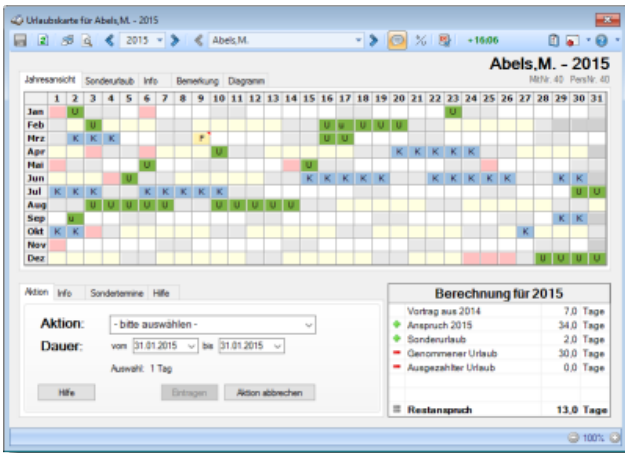 Urlaubskarte für Abels,M. - 2015
2015 Abels,M. +16:06
Abels,M. - 2015
Jahresansicht Sonderurlaub Info Bemerkung Diagramm MitNr. 40 PersNr. 40
1 2 3 4 5 6 7 8 9 10 11 12 13 14 15 16 17 18 19 20 21 22 23 24 25 26 27 28 29 30 31
Jan U U
Feb U U u U U U
Mrz K K K F U U
Apr U K K K K K
Mai U U
Jun U K K K K K K K K K K K
Jul K K K K K K K K U U
Aug U U U U U U U U U U
Sep u K K
Okt K K K
Nov
Dez U U U U
Aktion Info Sondertermine Hilfe
Aktion: - bitte auswählen -
Dauer: vom 31.01.2015 bis 31.01.2015
Auswahl: 1 Tag
Hilfe Eintragen Aktion abbrechen
Berechnung für 2015
Vortrag aus 2014 7,0 Tage
Anspruch 2015 34,0 Tage
Sonderurlaub 2,0 Tage
Genommener Urlaub 30,0 Tage
Ausgezahlter Urlaub 0,0 Tage
Restanspruch 13,0 Tage
100%